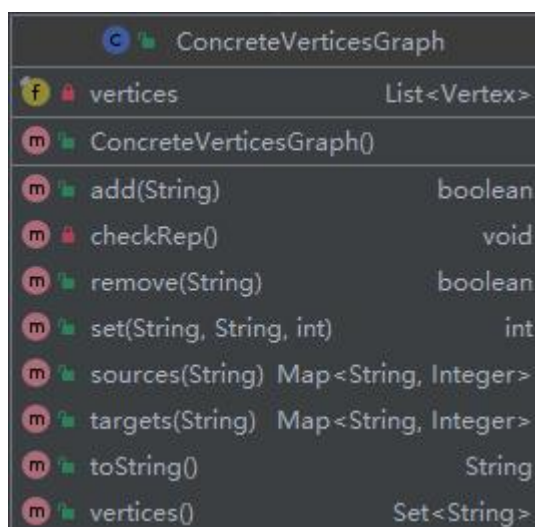 C ConcreteVerticesGraph
f vertices List<Vertex>
m ConcreteVerticesGraph()
m add(String) boolean
m checkRep() void
m remove(String) boolean
m set(String, String, int) int
m sources(String) Map<String, Integer>
m targets(String) Map<String, Integer>
m toString() String
m vertices() Set<String>